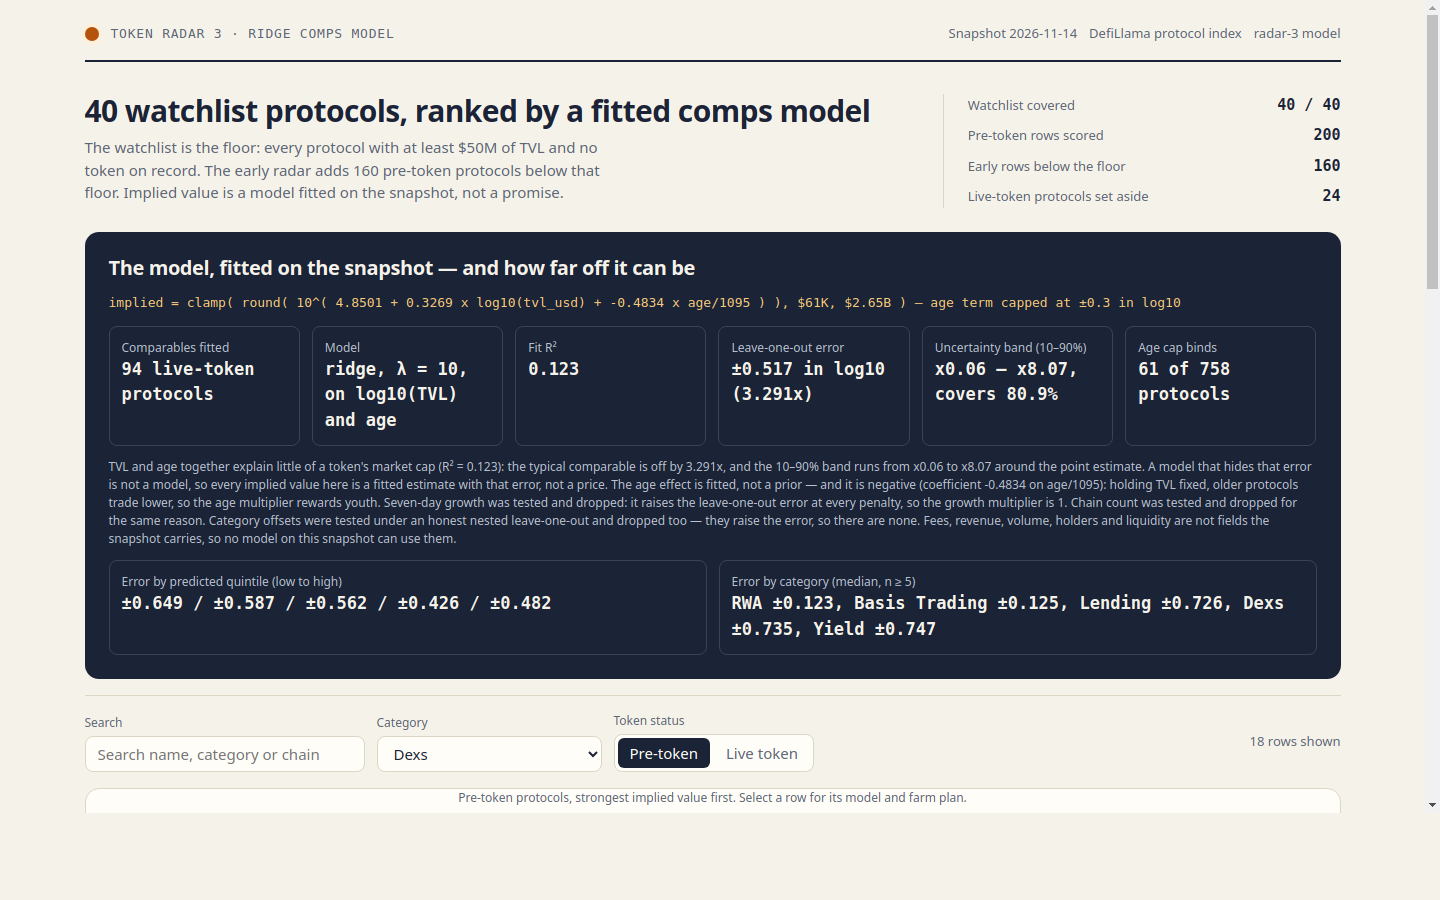 TOKEN RADAR 3 · RIDGE COMPS MODEL
Snapshot 2026-11-14 DefiLlama protocol index radar-3 model
40 watchlist protocols, ranked by a fitted comps model
The watchlist is the floor: every protocol with at least $50M of TVL and no
token on record. The early radar adds 160 pre-token protocols below that
floor. Implied value is a model fitted on the snapshot, not a promise.
Watchlist covered 40 / 40
Pre-token rows scored 200
Early rows below the floor 160
Live-token protocols set aside 24
The model, fitted on the snapshot — and how far off it can be
implied = clamp( round( 10^( 4.8501 + 0.3269 x log10(tvl_usd) + -0.4834 x age/1095 ) ), $61K, $2.65B ) — age term capped at ±0.3 in log10
Comparables fitted
94 live-token
protocols
Model
ridge, λ = 10,
on log10(TVL)
and age
Fit R²
0.123
Leave-one-out error
±0.517 in log10
(3.291x)
Uncertainty band (10–90%)
x0.06 – x8.07,
covers 80.9%
Age cap binds
61 of 758
protocols
TVL and age together explain little of a token's market cap (R² = 0.123): the typical comparable is off by 3.291x, and the 10–90% band runs from x0.06 to x8.07 around the point estimate. A model that hides that error
is not a model, so every implied value here is a fitted estimate with that error, not a price. The age effect is fitted, not a prior — and it is negative (coefficient -0.4834 on age/1095): holding TVL fixed, older protocols
trade lower, so the age multiplier rewards youth. Seven-day growth was tested and dropped: it raises the leave-one-out error at every penalty, so the growth multiplier is 1. Chain count was tested and dropped for
the same reason. Category offsets were tested under an honest nested leave-one-out and dropped too — they raise the error, so there are none. Fees, revenue, volume, holders and liquidity are not fields the
snapshot carries, so no model on this snapshot can use them.
Error by predicted quintile (low to high)
±0.649 / ±0.587 / ±0.562 / ±0.426 / ±0.482
Error by category (median, n ≥ 5)
RWA ±0.123, Basis Trading ±0.125, Lending ±0.726, Dexs
±0.735, Yield ±0.747
Search
Search name, category or chain
Category
Dexs
Token status
Pre-token Live token
18 rows shown
Pre-token protocols, strongest implied value first. Select a row for its model and farm plan.